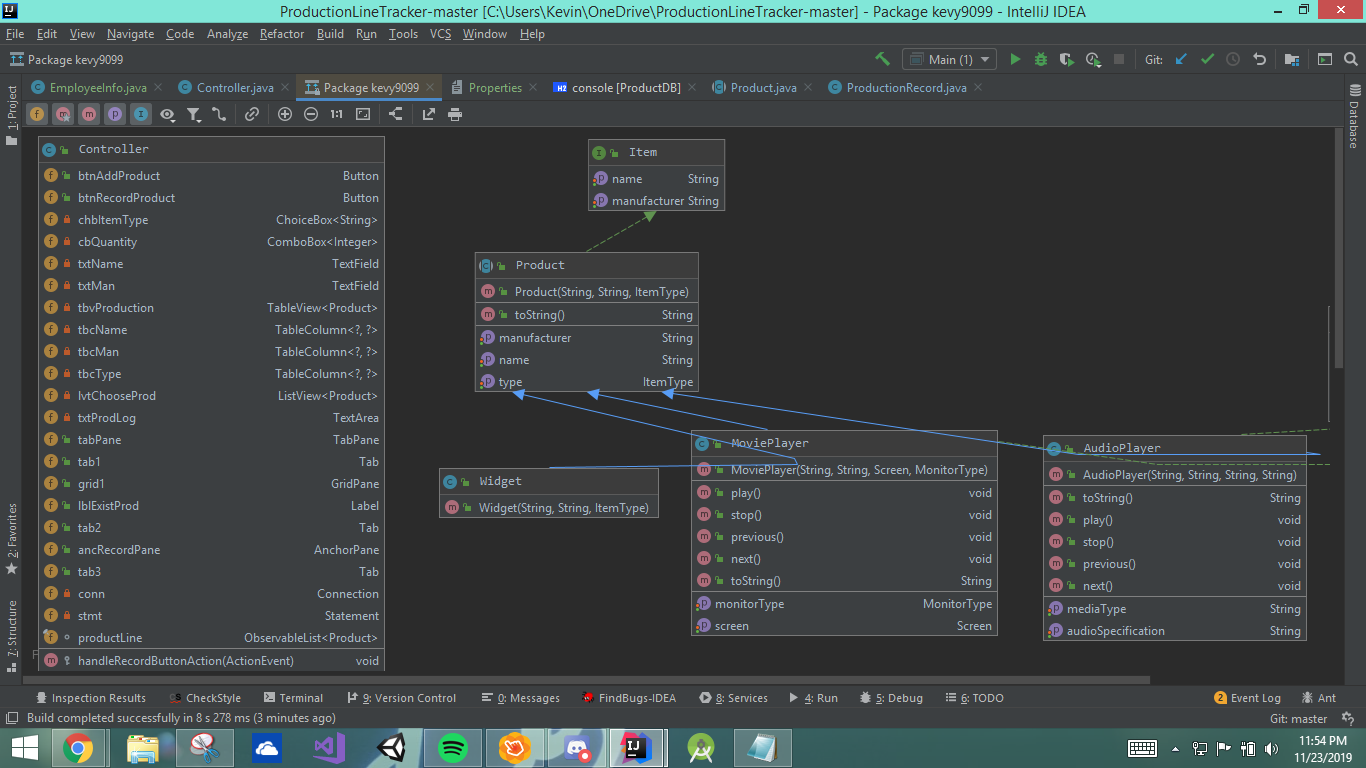 ProductionLineTracker-master [C:\Users\Kevin\OneDrive\ProductionLineTracker-master] - Package kevy9099 - IntelliJ IDEA
File Edit View Navigate Code Analyze Refactor Build Run Tools VCS Window Help
Package kevy9099
Main (1)
Git:
EmployeeInfo.java
Controller.java
Package kevy9099
Properties
console [ProductDB]
Product.java
ProductionRecord.java
1:1
1: Project
2: Favorites
7: Structure
Database
Controller
btnAddProduct Button
btnRecordProduct Button
chbItemType ChoiceBox<String>
cbQuantity ComboBox<Integer>
txtName TextField
txtMan TextField
tbvProduction TableView<Product>
tbcName TableColumn<?, ?>
tbcMan TableColumn<?, ?>
tbcType TableColumn<?, ?>
lvtChooseProd ListView<Product>
txtProdLog TextArea
tabPane TabPane
tab1 Tab
grid1 GridPane
lblExistProd Label
tab2 Tab
ancRecordPane AnchorPane
tab3 Tab
conn Connection
stmt Statement
productLine ObservableList<Product>
handleRecordButtonAction(ActionEvent) void
Item
name String
manufacturer String
Product
Product(String, String, ItemType)
toString() String
manufacturer String
name String
type ItemType
Widget
Widget(String, String, ItemType)
MoviePlayer
MoviePlayer(String, String, Screen, MonitorType)
play() void
stop() void
previous() void
next() void
toString() String
monitorType MonitorType
screen Screen
AudioPlayer
AudioPlayer(String, String, String, String)
toString() String
play() void
stop() void
previous() void
next() void
mediaType String
audioSpecification String
Inspection Results
CheckStyle
Terminal
9: Version Control
0: Messages
FindBugs-IDEA
8: Services
4: Run
5: Debug
6: TODO
2 Event Log
Ant
Build completed successfully in 8 s 278 ms (3 minutes ago)
Git: master
11:54 PM
11/23/2019